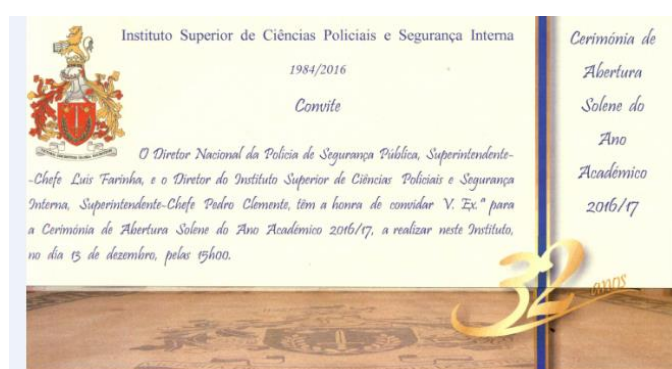 Instituto Superior de Ciências Policiais e Segurança Interna
1984/2016
Convite
O Diretor Nacional da Polícia de Segurança Pública, Superintendente-
-Chefe Luís Farinha, e o Diretor do Instituto Superior de Ciências Policiais e Segurança
Interna, Superintendente-Chefe Pedro Clemente, têm a honra de convidar V. Ex.ª para
a Cerimónia de Abertura Solene do Ano Académico 2016/17, a realizar neste Instituto,
no dia 13 de dezembro, pelas 15h00.
Cerimónia de
Abertura
Solene do
Ano
Académico
2016/17
32 anos